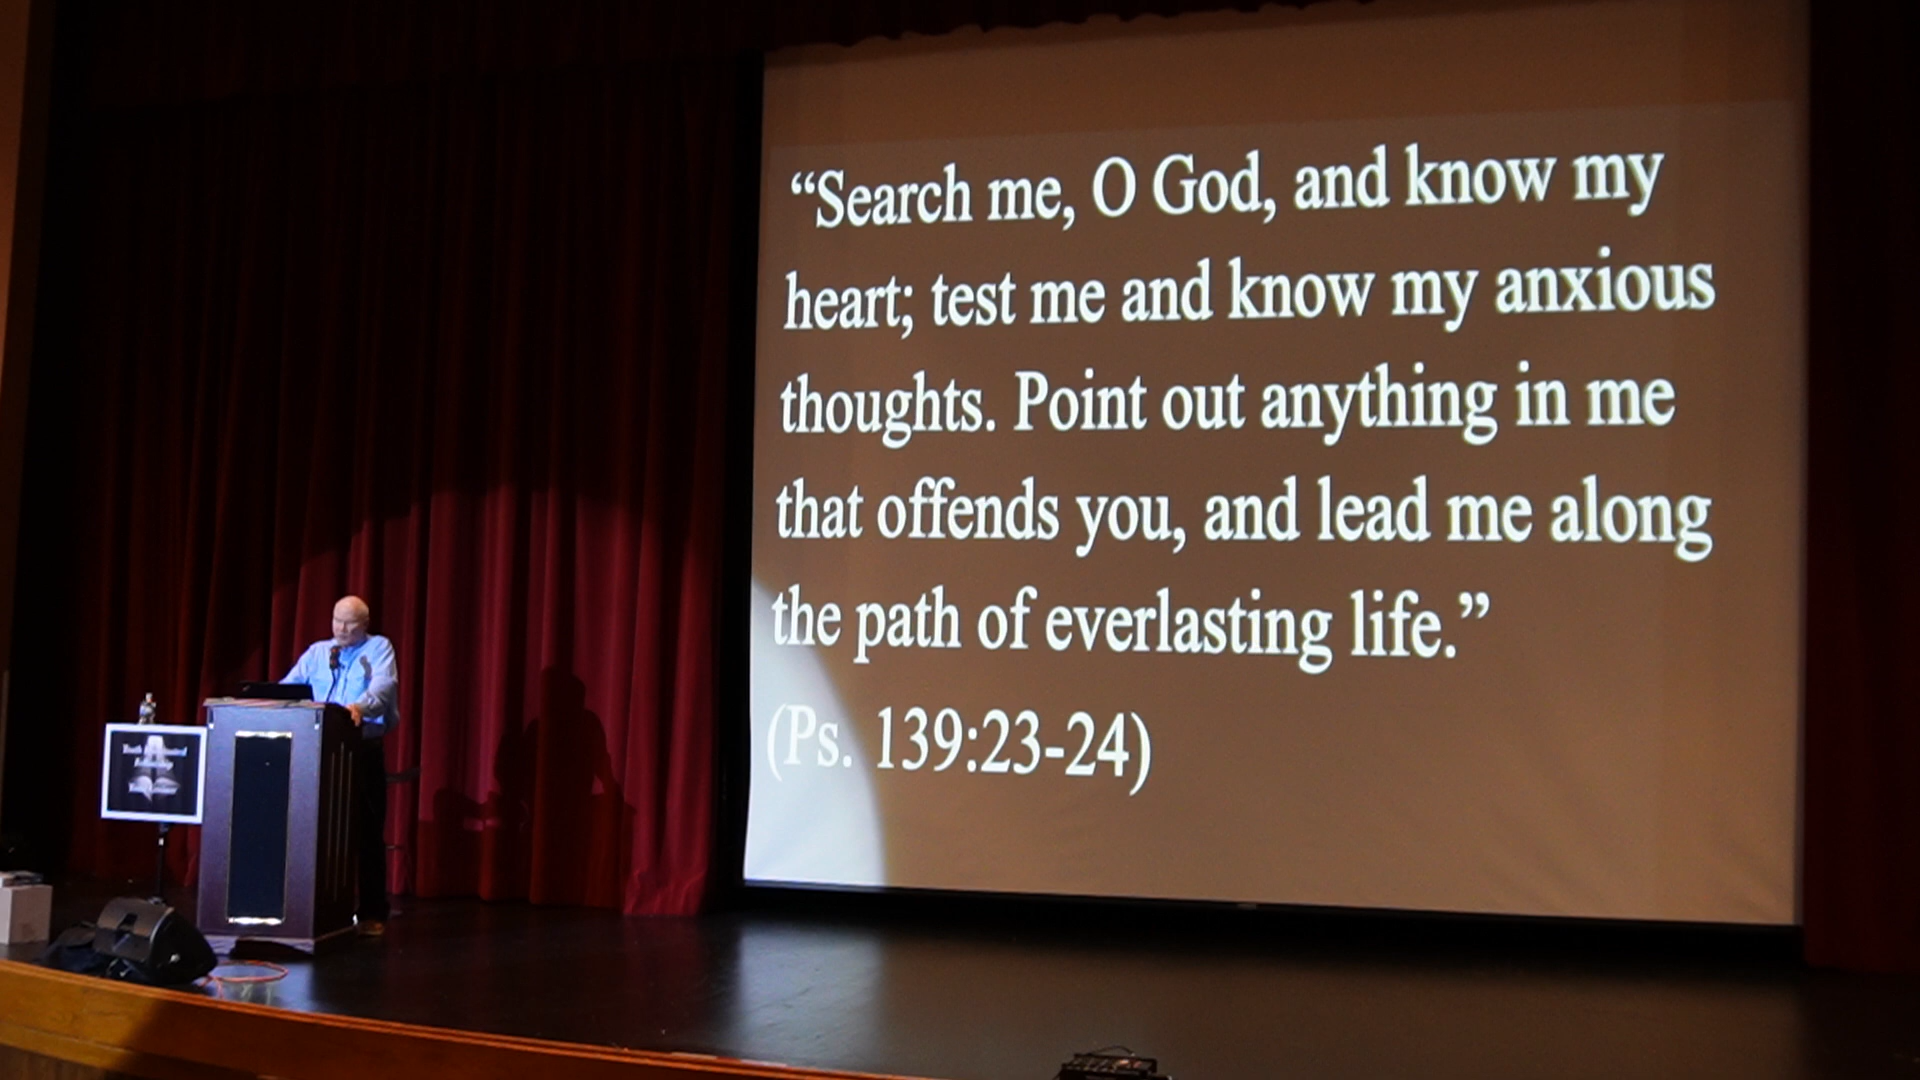 “Search me, O God, and know my
heart; test me and know my anxious
thoughts. Point out anything in me
that offends you, and lead me along
the path of everlasting life.”
(Ps. 139:23-24)